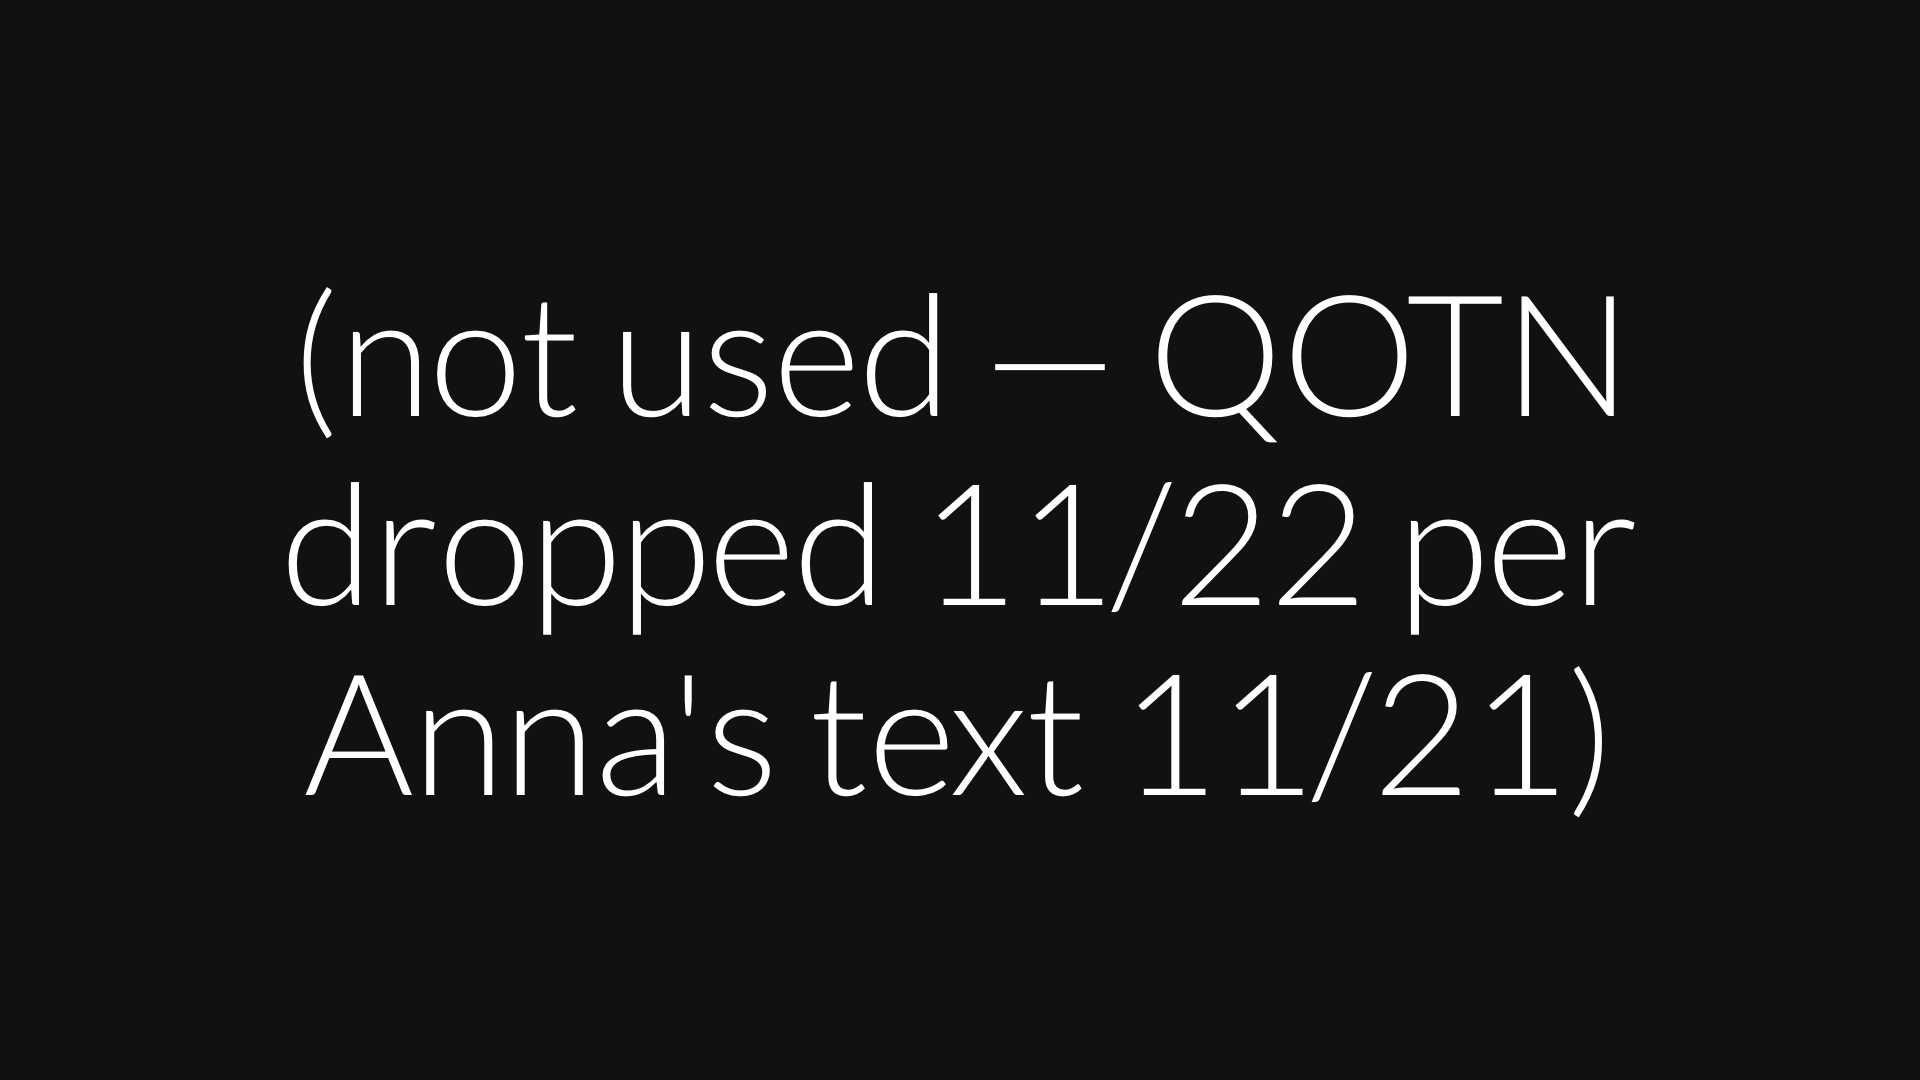 (not used — QOTN
dropped 11/22 per
Anna's text 11/21)